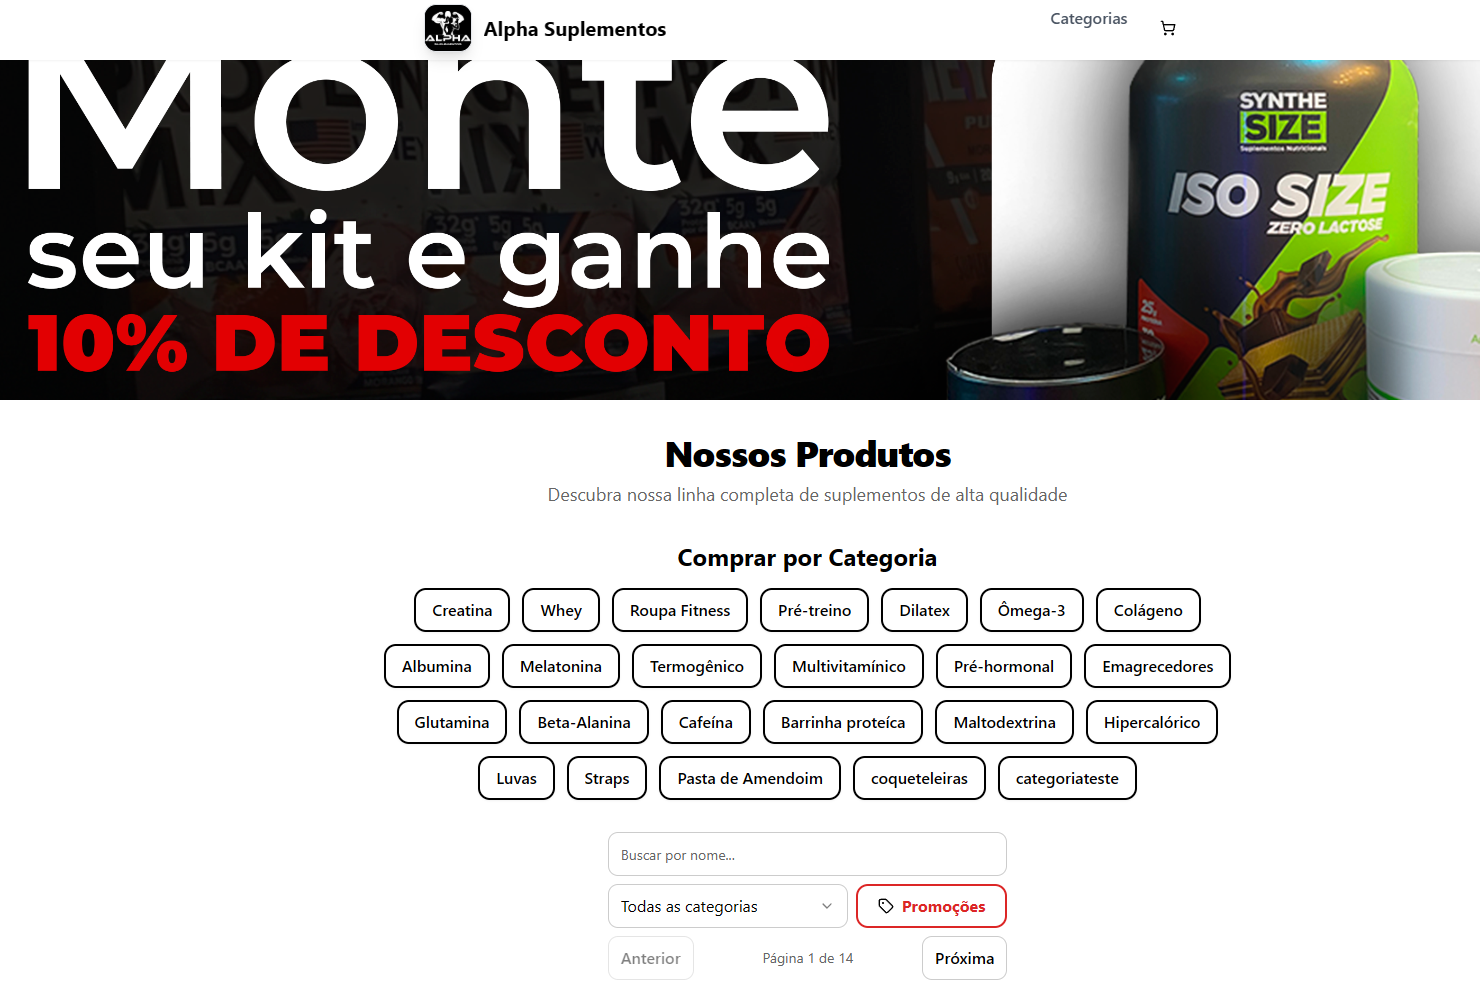 ALPHA
Alpha Suplementos
Categorias
Monte
seu kit e ganhe
10% DE DESCONTO
SYNTHE
SIZE
Suplementos Nutricionais
ISO SIZE
ZERO LACTOSE
25g
Nossos Produtos
Descubra nossa linha completa de suplementos de alta qualidade
Comprar por Categoria
Creatina Whey Roupa Fitness Pré-treino Dilatex Ômega-3 Colágeno
Albumina Melatonina Termogênico Multivitamínico Pré-hormonal Emagrecedores
Glutamina Beta-Alanina Cafeína Barrinha proteíca Maltodextrina Hipercalórico
Luvas Straps Pasta de Amendoim coqueteleiras categoriateste
Buscar por nome...
Todas as categorias Promoções
Anterior Página 1 de 14 Próxima